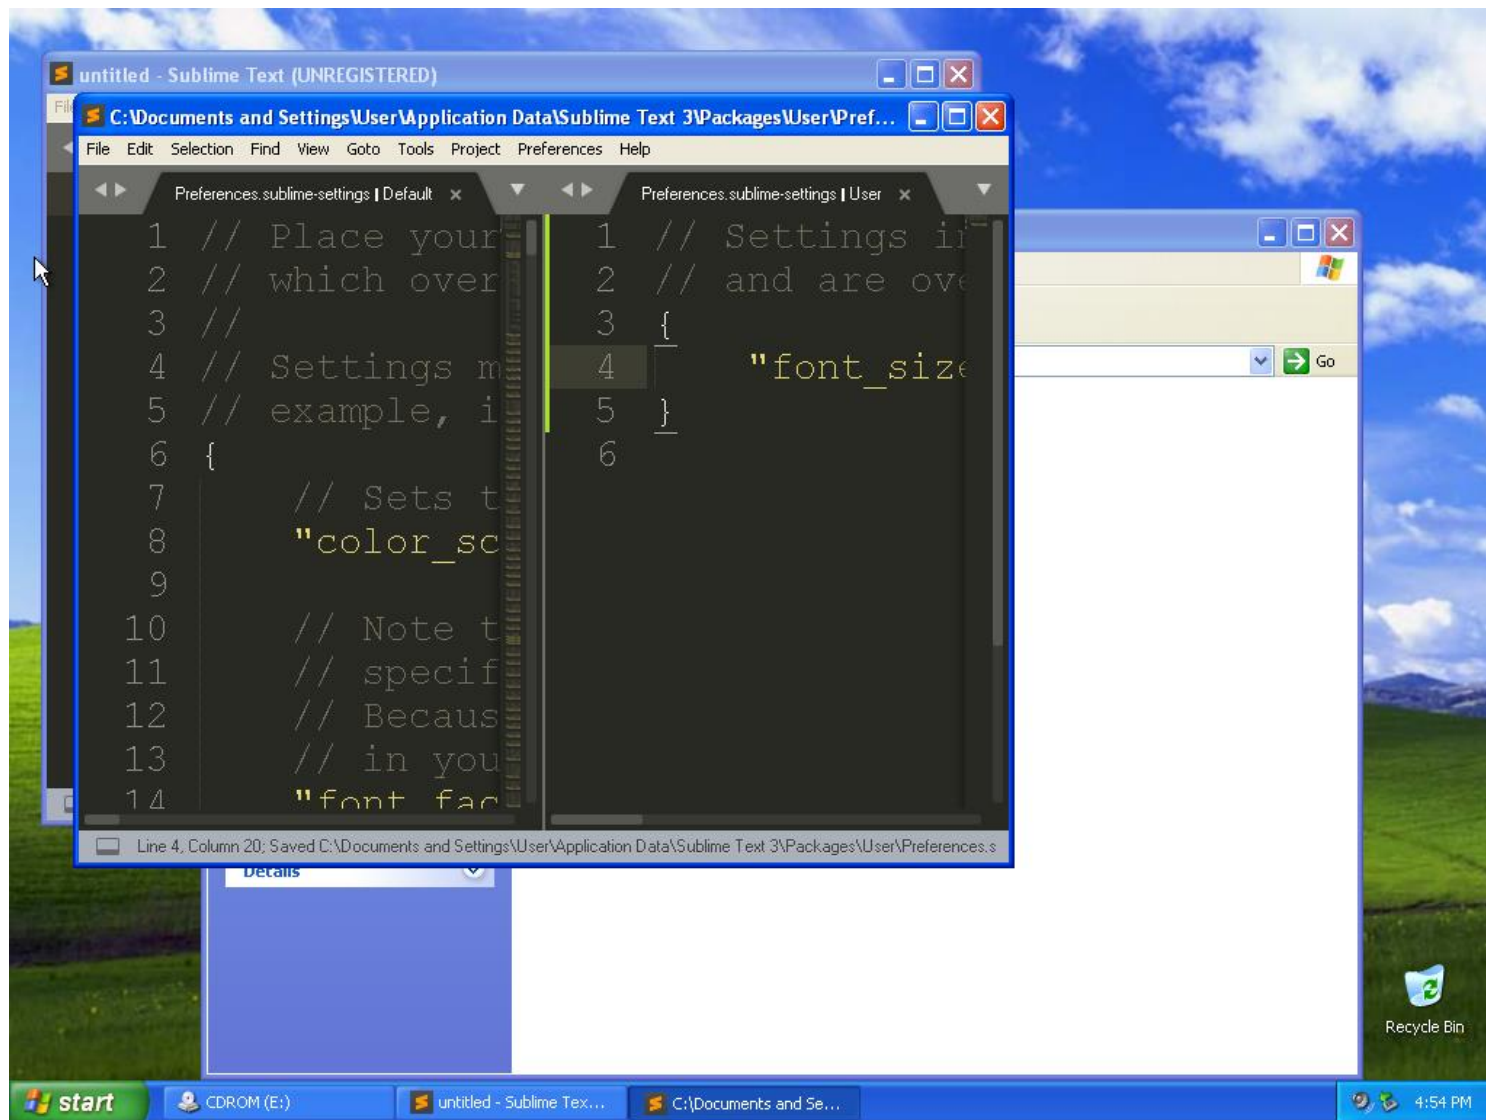 untitled - Sublime Text (UNREGISTERED)
C:\Documents and Settings\User\Application Data\Sublime Text 3\Packages\User\Pref...
File Edit Selection Find View Goto Tools Project Preferences Help
Preferences.sublime-settings | Default
Preferences.sublime-settings | User
1 // Place your
2 // which over
3 //
4 // Settings m
5 // example, i
6 {
7 // Sets t
8 "color_sc
9
10 // Note t
11 // specif
12 // Becaus
13 // in you
14 "font_fac
1 // Settings in
2 // and are ove
3 {
4 "font_size
5 }
6
Line 4, Column 20; Saved C:\Documents and Settings\User\Application Data\Sublime Text 3\Packages\User\Preferences.s
Go
Details
Recycle Bin
start
CDROM (E:)
untitled - Sublime Tex...
C:\Documents and Se...
4:54 PM